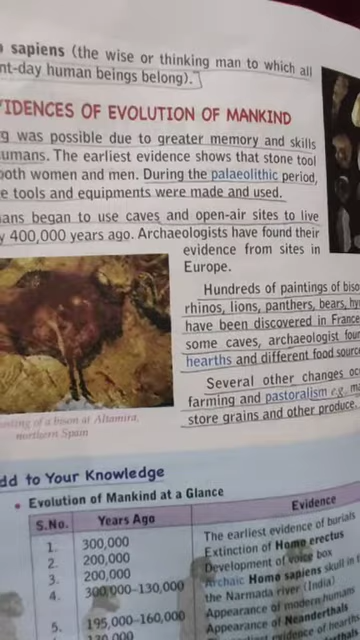 sapiens (the wise or thinking man to which all
nt-day human beings belong).
IDENCES OF EVOLUTION OF MANKIND
g was possible due to greater memory and skills
umans. The earliest evidence shows that stone tool
both women and men. During the palaeolithic period,
e tools and equipments were made and used.
ans began to use caves and open-air sites to live
y 400,000 years ago. Archaeologists have found their
evidence from sites in
Europe.
Hundreds of paintings of biso
rhinos, lions, panthers, bears, hy
have been discovered in France
some caves, archaeologist foun
hearths and different food sourc
Several other changes occ
farming and pastoralism e.g.
store grains and other produce.
nting of a bison at Altamira,
northern Spain
dd to Your Knowledge
• Evolution of Mankind at a Glance
S.No. Years Ago Evidence
1. 300,000 The earliest evidence of burials
2. 200,000 Extinction of Homo erectus
3. 200,000 Development of voice box
4. 300,000–130,000 Archaic Homo sapiens skull in t
the Narmada river (India)
5. 195,000–160,000 Appearance of modern humans
Appearance of Neanderthals
evidence of hearths